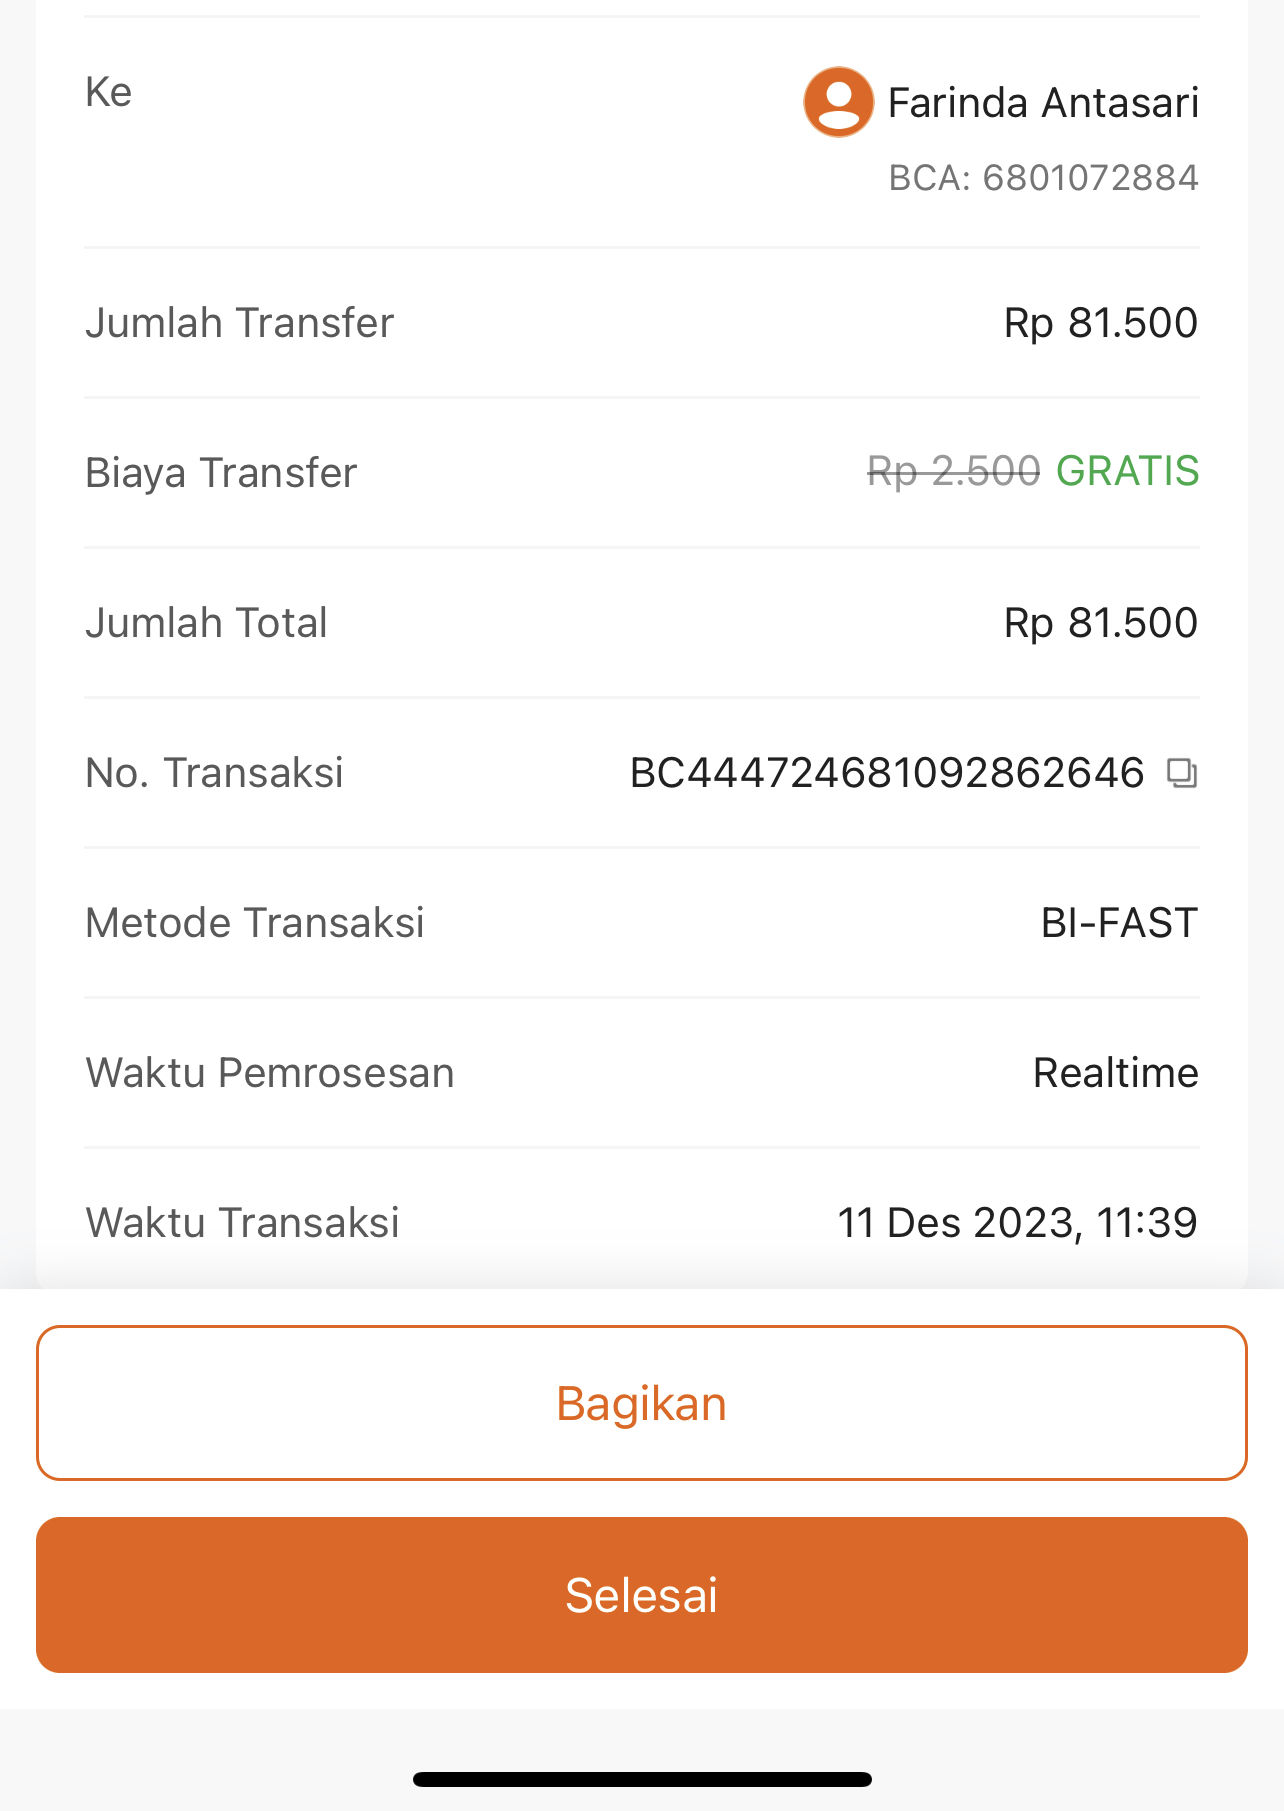 Ke
Farinda Antasari
BCA: 6801072884
Jumlah Transfer Rp 81.500
Biaya Transfer Rp 2.500 GRATIS
Jumlah Total Rp 81.500
No. Transaksi BC444724681092862646
Metode Transaksi BI-FAST
Waktu Pemrosesan Realtime
Waktu Transaksi 11 Des 2023, 11:39
Bagikan
Selesai